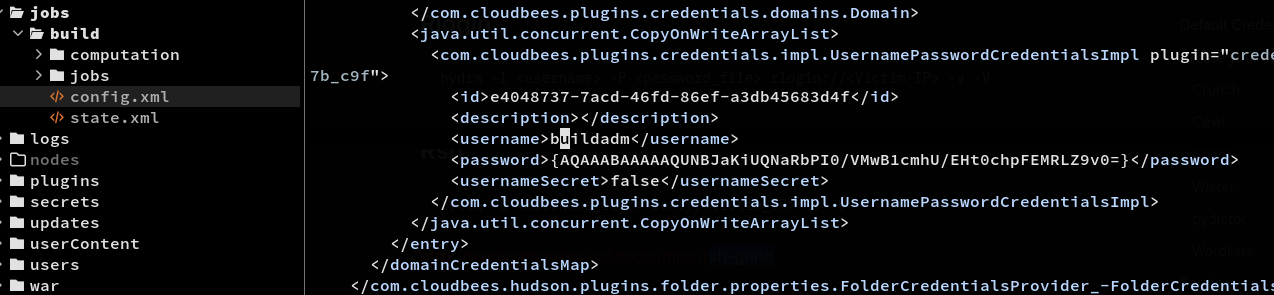 jobs
build
computation
jobs
config.xml
state.xml
logs
nodes
plugins
secrets
updates
userContent
users
war
</com.cloudbees.plugins.credentials.domains.Domain>
<java.util.concurrent.CopyOnWriteArrayList>
<com.cloudbees.plugins.credentials.impl.UsernamePasswordCredentialsImpl plugin="crede
7b_c9f">
<id>e4048737-7acd-46fd-86ef-a3db45683d4f</id>
<description></description>
<username>buildadm</username>
<password>{AQAAABAAAAAQUNBJaKiUQNaRbPI0/VMwB1cmhU/EHt0chpFEMRLZ9v0=}</password>
<usernameSecret>false</usernameSecret>
</com.cloudbees.plugins.credentials.impl.UsernamePasswordCredentialsImpl>
</java.util.concurrent.CopyOnWriteArrayList>
</entry>
</domainCredentialsMap>
</com.cloudbees.hudson.plugins.folder.properties.FolderCredentialsProvider_-FolderCredentials